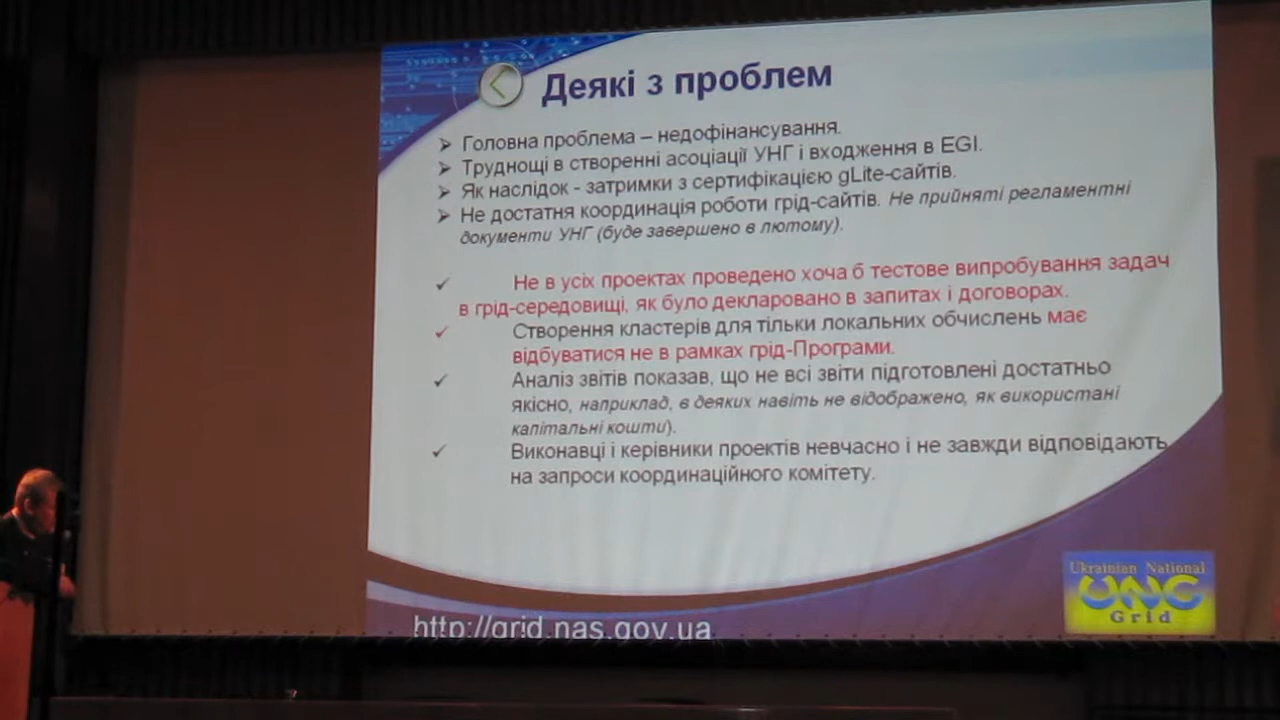 Деякі з проблем
Головна проблема – недофінансування.
Труднощі в створенні асоціації УНГ і входження в EGI.
Як наслідок - затримки з сертифікацією gLite-сайтів.
Не достатня координація роботи грід-сайтів. Не прийняті регламентні
документи УНГ (буде завершено в лютому).
Не в усіх проектах проведено хоча б тестове випробування задач
в грід-середовищі, як було декларовано в запитах і договорах.
Створення кластерів для тільки локальних обчислень має
відбуватися не в рамках грід-Програми.
Аналіз звітів показав, що не всі звіти підготовлені достатньо
якісно, наприклад, в деяких навіть не відображено, як використані
капітальні кошти).
Виконавці і керівники проектів невчасно і не завжди відповідають
на запроси координаційного комітету.
http://grid.nas.gov.ua
Ukrainian National
UNG
Grid